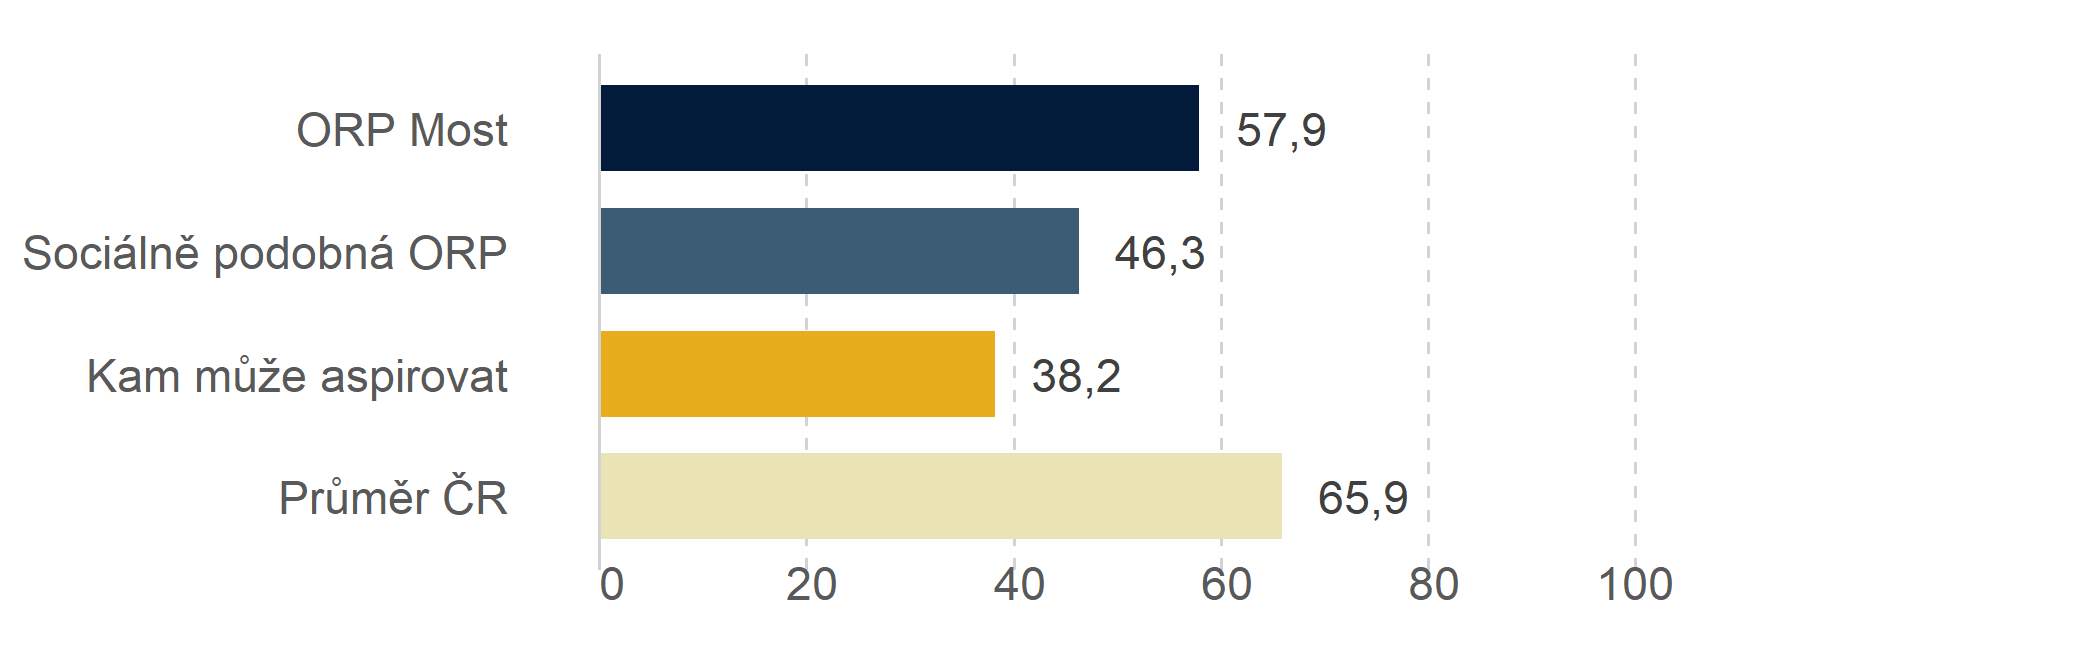 ORP Most 57,9
Sociálně podobná ORP 46,3
Kam může aspirovat 38,2
Průměr ČR 65,9
0 20 40 60 80 100